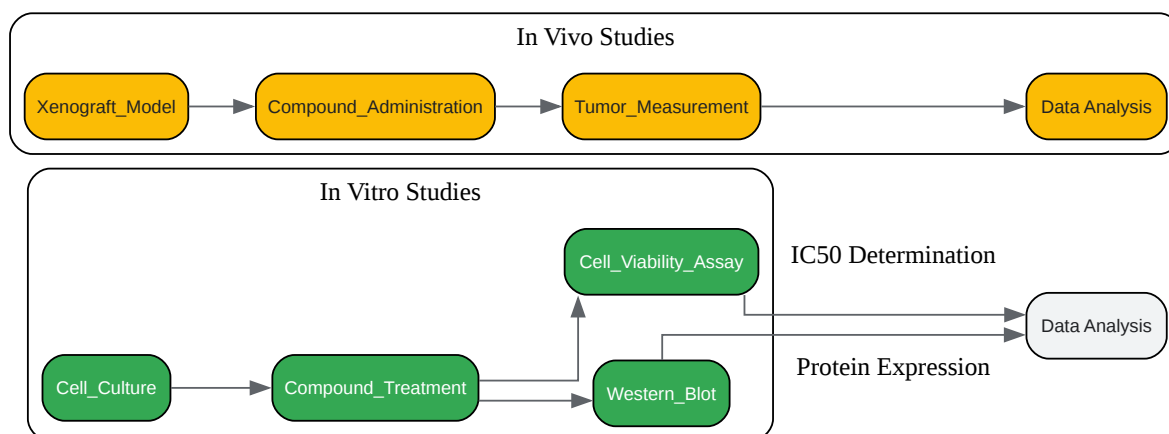 In Vivo Studies
Xenograft_Model
Compound_Administration
Tumor_Measurement
Data Analysis
In Vitro Studies
Cell_Viability_Assay
IC50 Determination
Data Analysis
Protein Expression
Cell_Culture
Compound_Treatment
Western_Blot